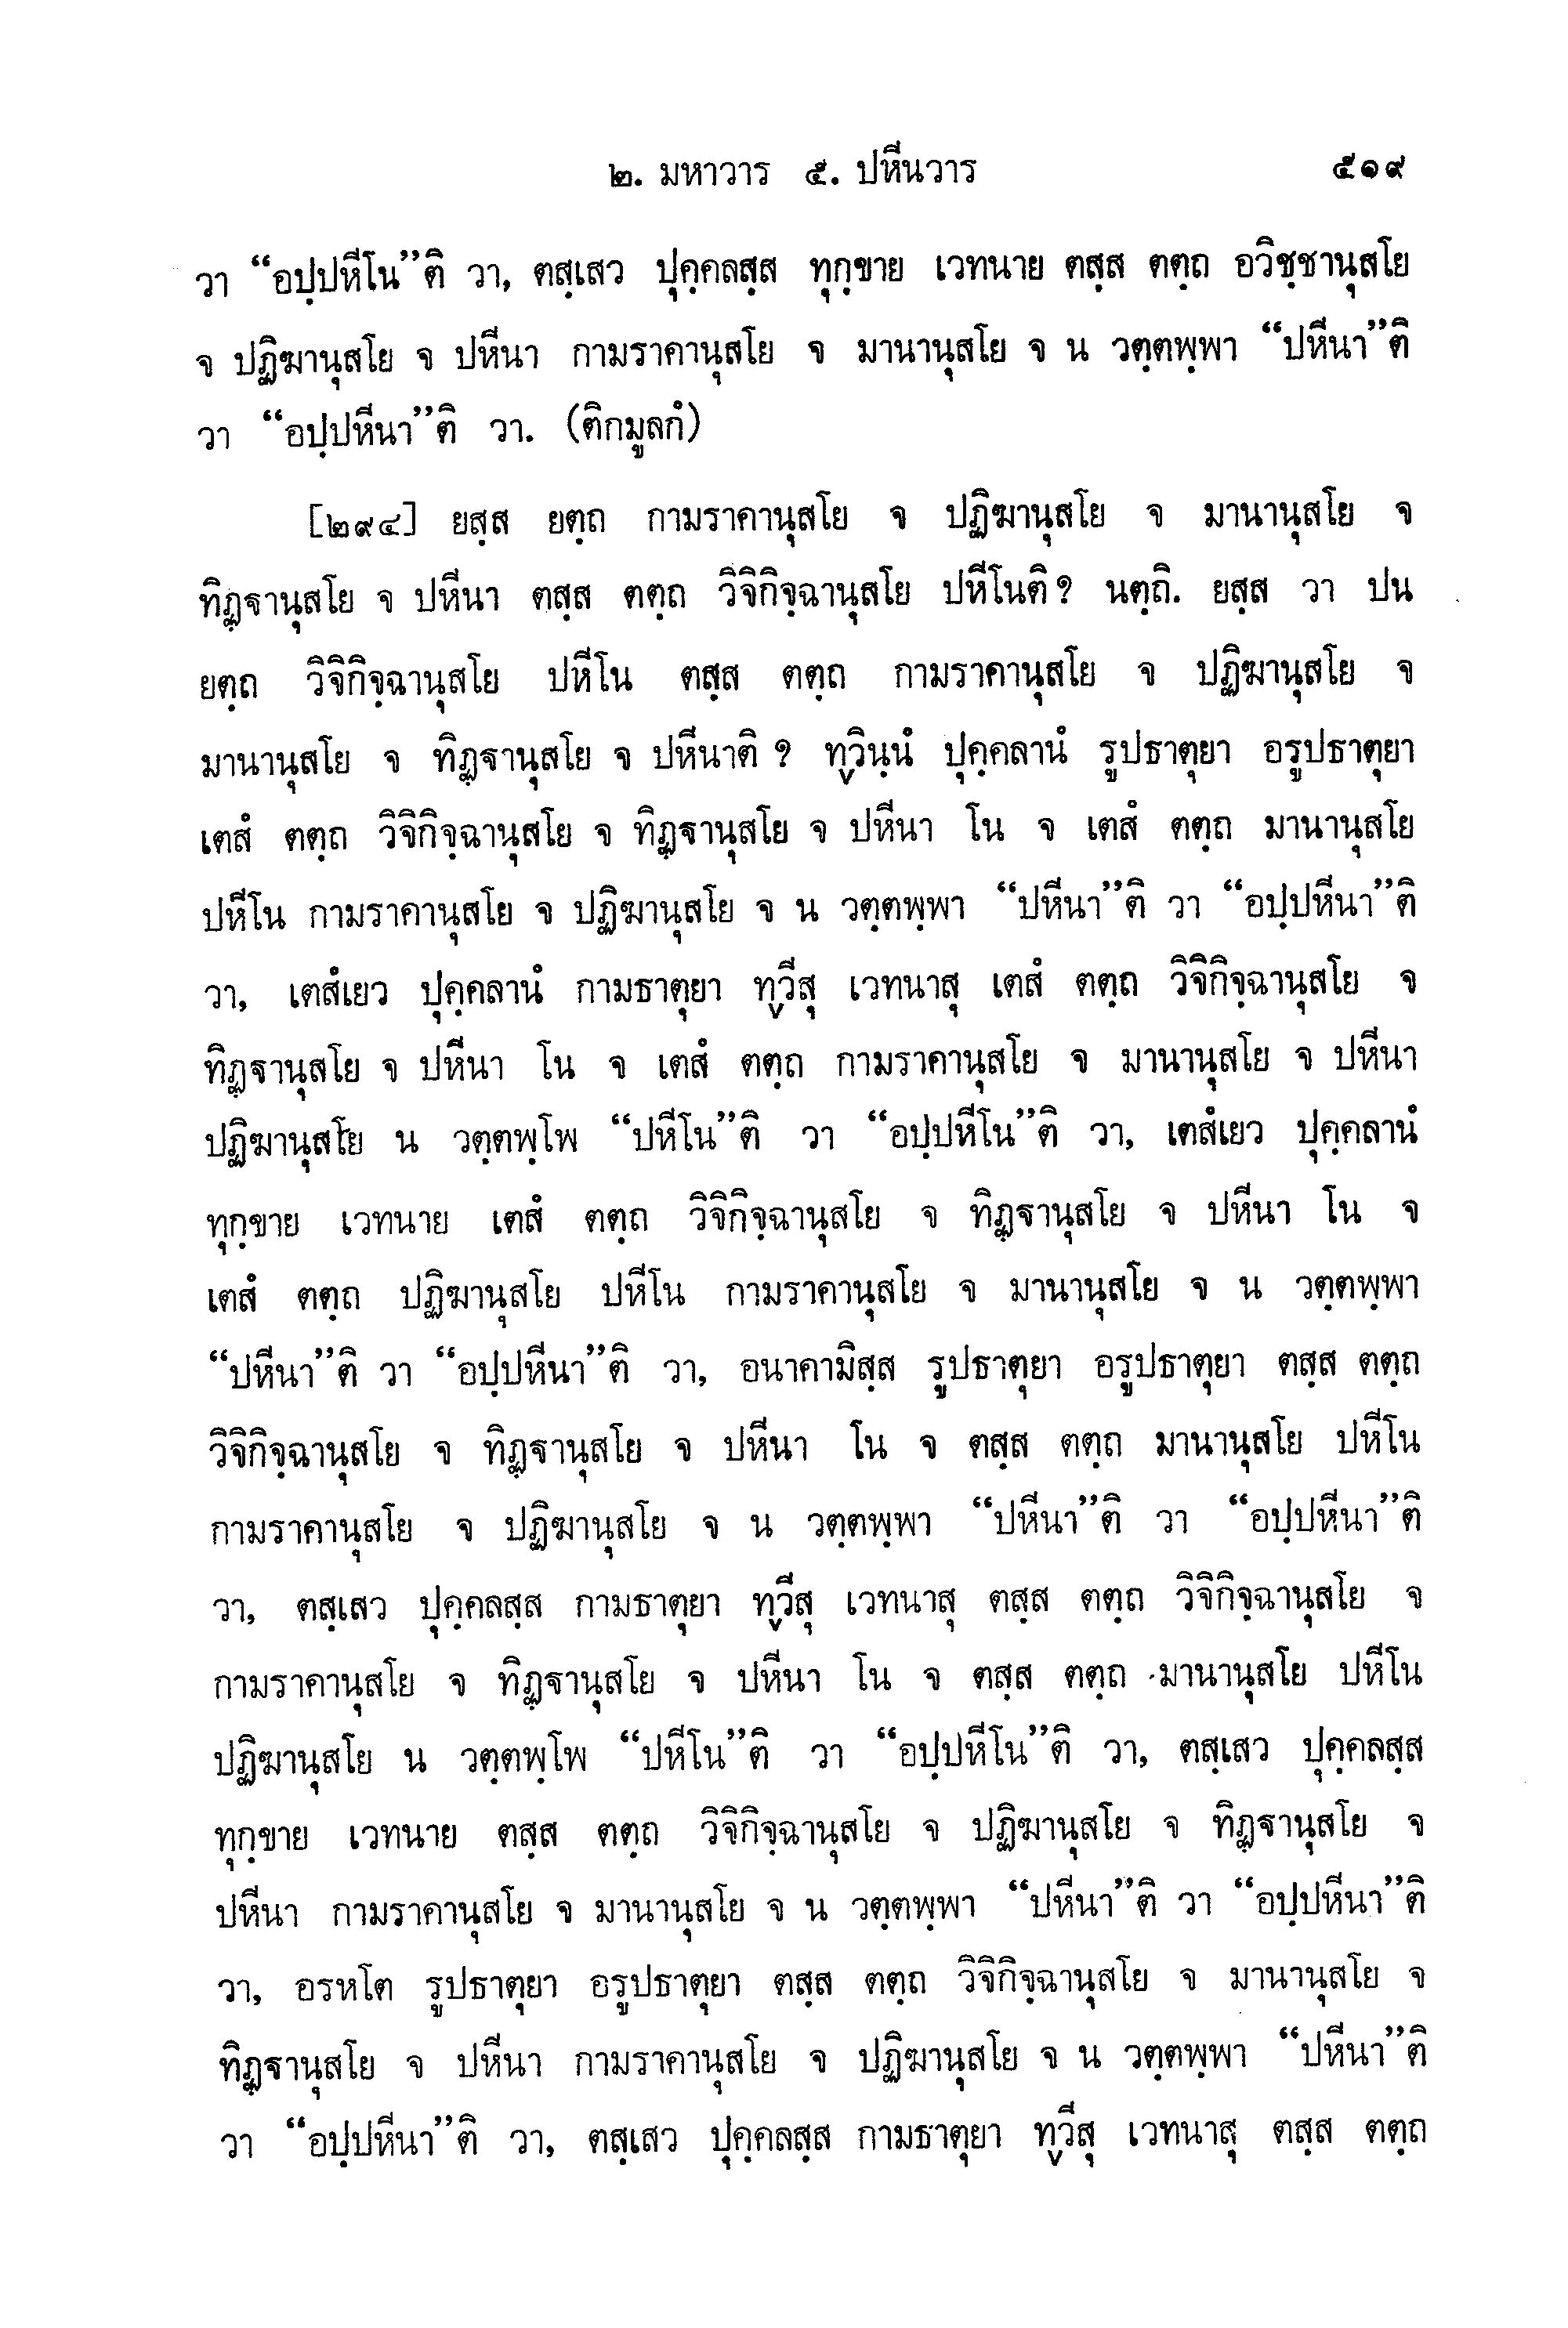 ๒. มหาวาร ๕. ปหีนวาร ๕๑๙
วา “อปฺปหีโน”ติ วา, ตสฺเสว ปุคฺคลสฺส ทุกฺขาย เวทนาย ตสฺส ตตฺถ อวิชฺชานุสโย
จ ปฏิฆานุสโย จ ปหีนา กามราคานุสโย จ มานานุสโย จ น วตฺตพฺพา “ปหีนา”ติ
วา “อปฺปหีนา”ติ วา. (ติกมูลกํ)
[๒๙๔] ยสฺส ยตฺถ กามราคานุสโย จ ปฏิฆานุสโย จ มานานุสโย จ
ทิฏฺฐานุสโย จ ปหีนา ตสฺส ตตฺถ วิจิกิจฺฉานุสโย ปหีโนติ? นตฺถิ. ยสฺส วา ปน
ยตฺถ วิจิกิจฺฉานุสโย ปหีโน ตสฺส ตตฺถ กามราคานุสโย จ ปฏิฆานุสโย จ
มานานุสโย จ ทิฏฺฐานุสโย จ ปหีนาติ? ทฺวินฺนํ ปุคฺคลานํ รูปธาตุยา อรูปธาตุยา
เตสํ ตตฺถ วิจิกิจฺฉานุสโย จ ทิฏฺฐานุสโย จ ปหีนา โน จ เตสํ ตตฺถ มานานุสโย
ปหีโน กามราคานุสโย จ ปฏิฆานุสโย จ น วตฺตพฺพา “ปหีนา”ติ วา “อปฺปหีนา”ติ
วา, เตสํเยว ปุคฺคลานํ กามธาตุยา ทฺวีสุ เวทนาสุ เตสํ ตตฺถ วิจิกิจฺฉานุสโย จ
ทิฏฺฐานุสโย จ ปหีนา โน จ เตสํ ตตฺถ กามราคานุสโย จ มานานุสโย จ ปหีนา
ปฏิฆานุสโย น วตฺตพฺโพ “ปหีโน”ติ วา “อปฺปหีโน”ติ วา, เตสํเยว ปุคฺคลานํ
ทุกฺขาย เวทนาย เตสํ ตตฺถ วิจิกิจฺฉานุสโย จ ทิฏฺฐานุสโย จ ปหีนา โน จ
เตสํ ตตฺถ ปฏิฆานุสโย ปหีโน กามราคานุสโย จ มานานุสโย จ น วตฺตพฺพา
“ปหีนา”ติ วา “อปฺปหีนา”ติ วา, อนาคามิสฺส รูปธาตุยา อรูปธาตุยา ตสฺส ตตฺถ
วิจิกิจฺฉานุสโย จ ทิฏฺฐานุสโย จ ปหีนา โน จ ตสฺส ตตฺถ มานานุสโย ปหีโน
กามราคานุสโย จ ปฏิฆานุสโย จ น วตฺตพฺพา “ปหีนา”ติ วา “อปฺปหีนา”ติ
วา, ตสฺเสว ปุคฺคลสฺส กามธาตุยา ทฺวีสุ เวทนาสุ ตสฺส ตตฺถ วิจิกิจฺฉานุสโย จ
กามราคานุสโย จ ทิฏฺฐานุสโย จ ปหีนา โน จ ตสฺส ตตฺถ มานานุสโย ปหีโน
ปฏิฆานุสโย น วตฺตพฺโพ “ปหีโน”ติ วา “อปฺปหีโน”ติ วา, ตสฺเสว ปุคฺคลสฺส
ทุกฺขาย เวทนาย ตสฺส ตตฺถ วิจิกิจฺฉานุสโย จ ปฏิฆานุสโย จ ทิฏฺฐานุสโย จ
ปหีนา กามราคานุสโย จ มานานุสโย จ น วตฺตพฺพา “ปหีนา”ติ วา “อปฺปหีนา”ติ
วา, อรหโต รูปธาตุยา อรูปธาตุยา ตสฺส ตตฺถ วิจิกิจฺฉานุสโย จ มานานุสโย จ
ทิฏฺฐานุสโย จ ปหีนา กามราคานุสโย จ ปฏิฆานุสโย จ น วตฺตพฺพา “ปหีนา”ติ
วา “อปฺปหีนา”ติ วา, ตสฺเสว ปุคฺคลสฺส กามธาตุยา ทฺวีสุ เวทนาสุ ตสฺส ตตฺถ